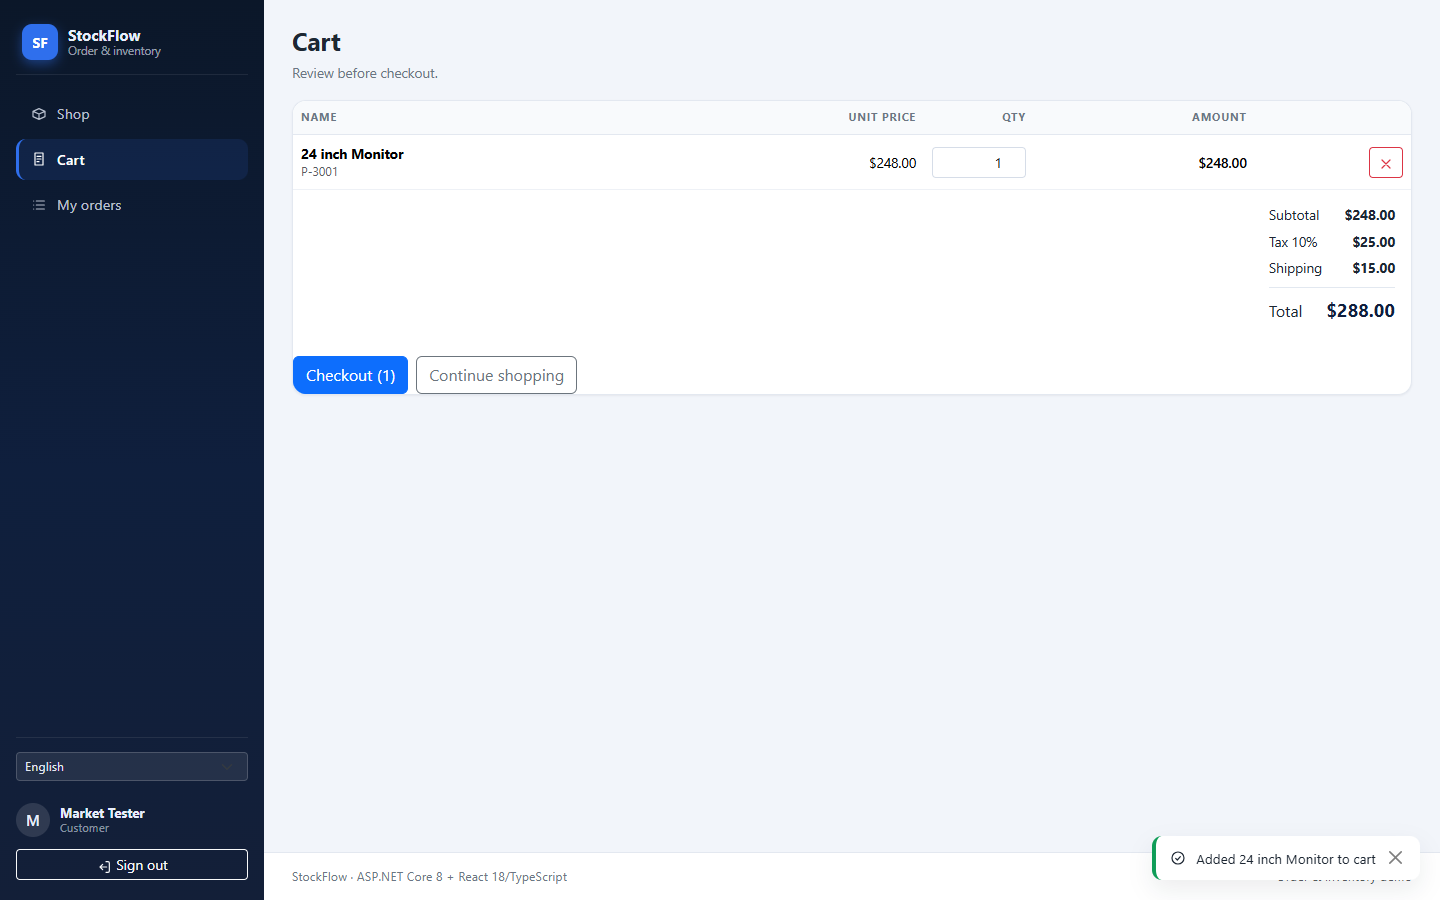 SF
StockFlow
Order & inventory
Shop
Cart
My orders
English
M
Market Tester
Customer
Sign out
Cart
Review before checkout.
NAME UNIT PRICE QTY AMOUNT
24 inch Monitor $248.00 1 $248.00
P-3001
Subtotal $248.00
Tax 10% $25.00
Shipping $15.00
Total $288.00
Checkout (1) Continue shopping
StockFlow · ASP.NET Core 8 + React 18/TypeScript
Added 24 inch Monitor to cart